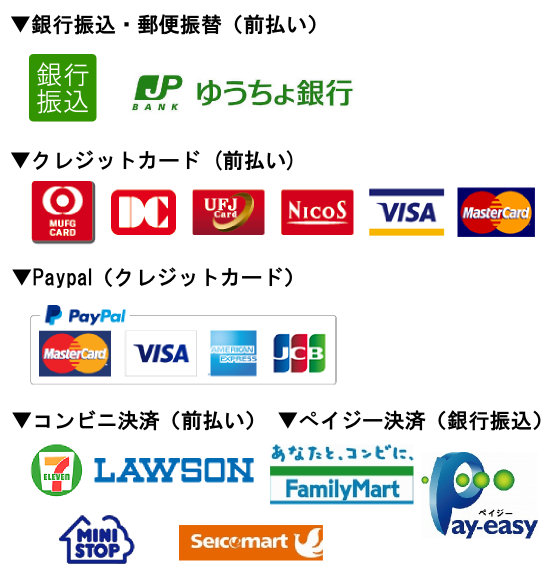 ▼銀行振込・郵便振替（前払い）
銀行
振込
JP
BANK
ゆうちょ銀行
▼クレジットカード（前払い）
MUFG
CARD
DC
UFJ
Card
NICOS
VISA
MasterCard
▼Paypal（クレジットカード）
PayPal
MasterCard
VISA
AMERICAN
EXPRESS
JCB
▼コンビニ決済（前払い）
7
ELEVEN
LAWSON
あなたと、コンビに、
FamilyMart
MINI
STOP
Seicomart
▼ペイジー決済（銀行振込）
ペイジー
Pay-easy